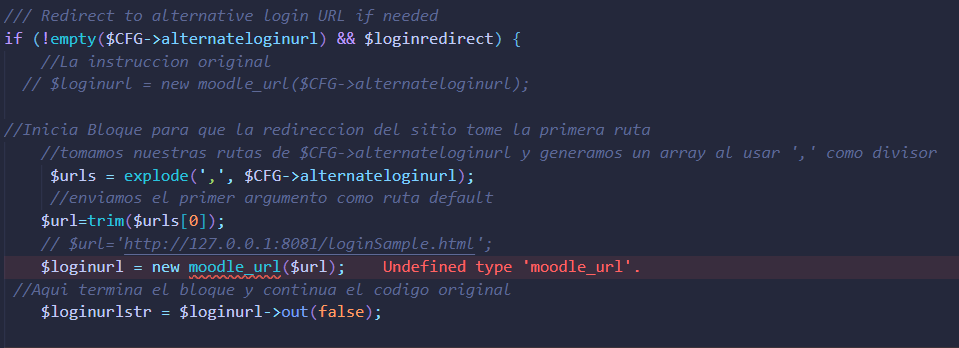 /// Redirect to alternative login URL if needed
if (!empty($CFG->alternateloginurl) && $loginredirect) {
//La instruccion original
// $loginurl = new moodle_url($CFG->alternateloginurl);
//Inicia Bloque para que la redireccion del sitio tome la primera ruta
//tomamos nuestras rutas de $CFG->alternateloginurl y generamos un array al usar ',' como divisor
$urls = explode(',', $CFG->alternateloginurl);
//enviamos el primer argumento como ruta default
$url=trim($urls[0]);
// $url='http://127.0.0.1:8081/loginSample.html';
$loginurl = new moodle_url($url); Undefined type 'moodle_url'.
//Aqui termina el bloque y continua el codigo original
$loginurlstr = $loginurl->out(false);